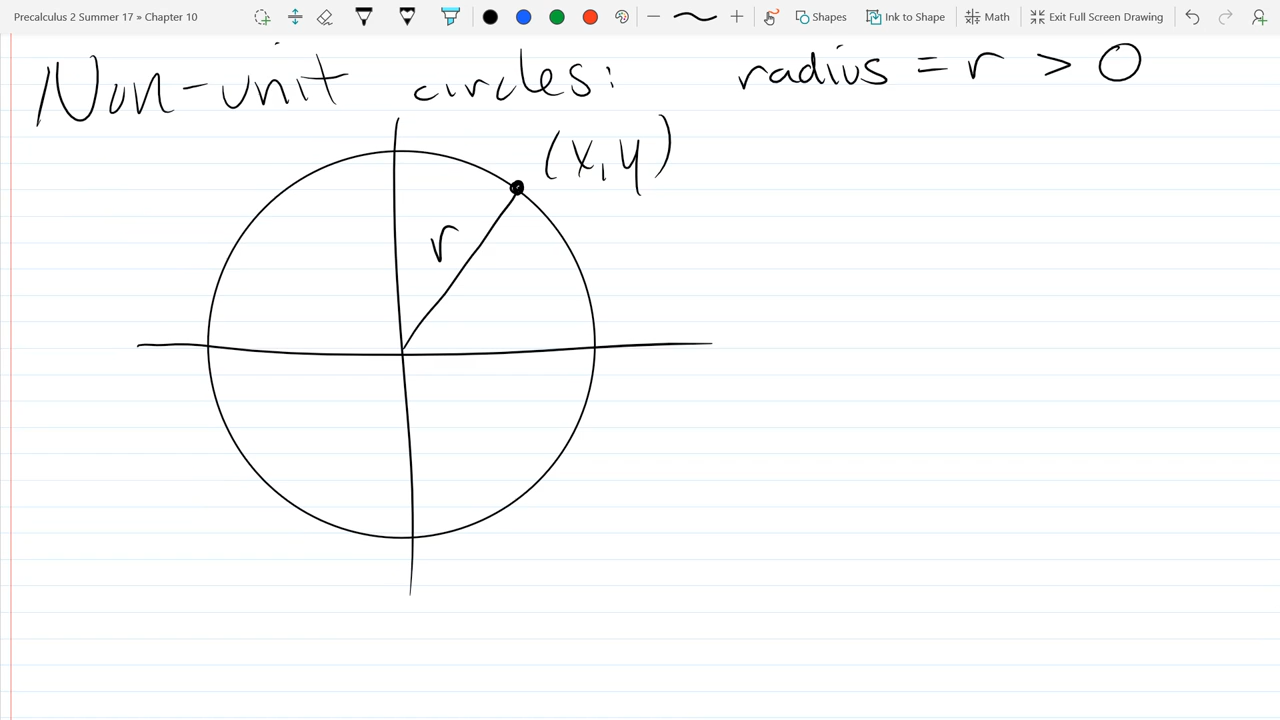 Precalculus 2 Summer 17 » Chapter 10
Shapes
Ink to Shape
Math
Exit Full Screen Drawing
Non-unit circles: radius = r > 0
(x, y)
r